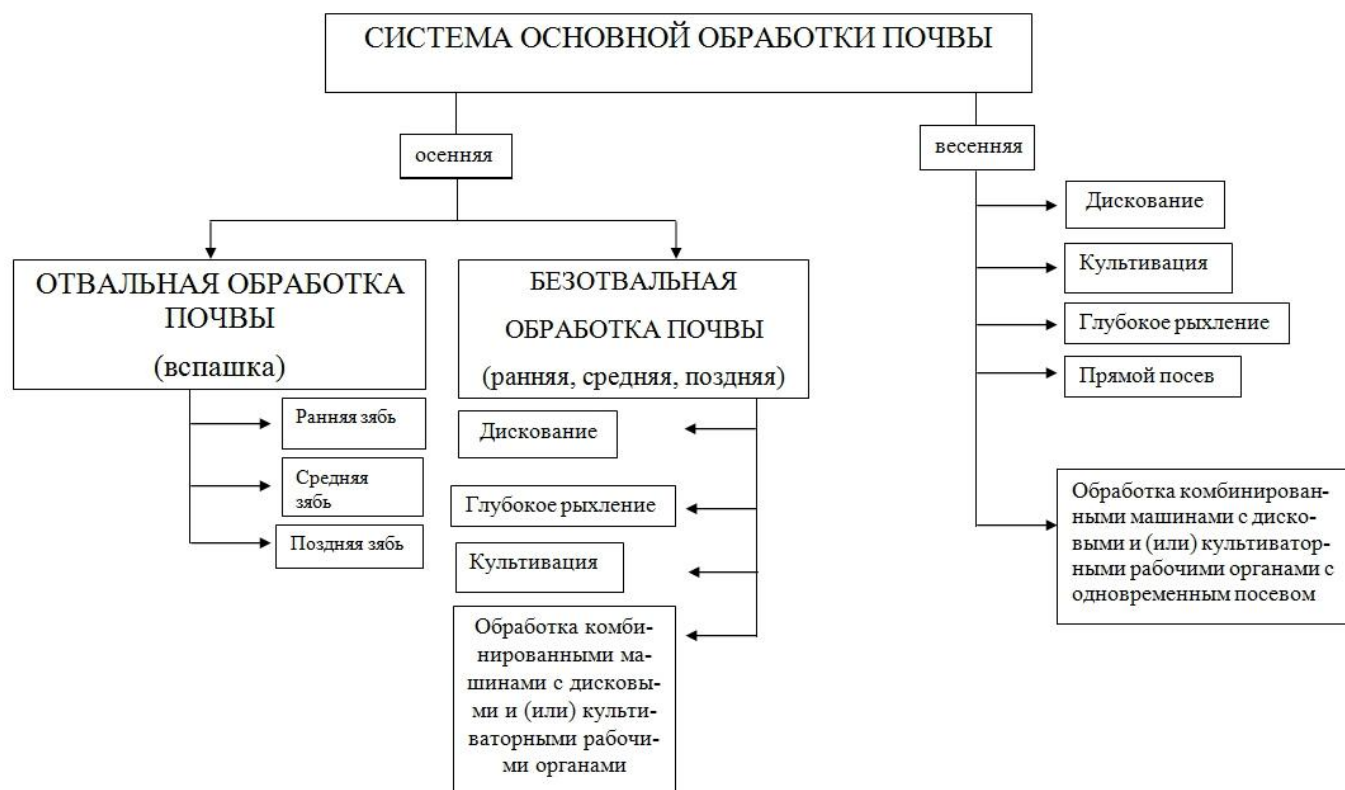 СИСТЕМА ОСНОВНОЙ ОБРАБОТКИ ПОЧВЫ
осенняя
весенняя
ОТВАЛЬНАЯ ОБРАБОТКА
ПОЧВЫ
(вспашка)
Ранняя зябь
Средняя
зябь
Поздняя зябь
БЕЗОТВАЛЬНАЯ
ОБРАБОТКА ПОЧВЫ
(ранняя, средняя, поздняя)
Дискование
Глубокое рыхление
Культивация
Обработка комби-
нированными ма-
шинами с дисковы-
ми и (или) культи-
ваторными рабочи-
ми органами
Дискование
Культивация
Глубокое рыхление
Прямой посев
Обработка комбинирован-
ными машинами с диско-
выми и (или) культиватор-
ными рабочими органами с
одновременным посевом